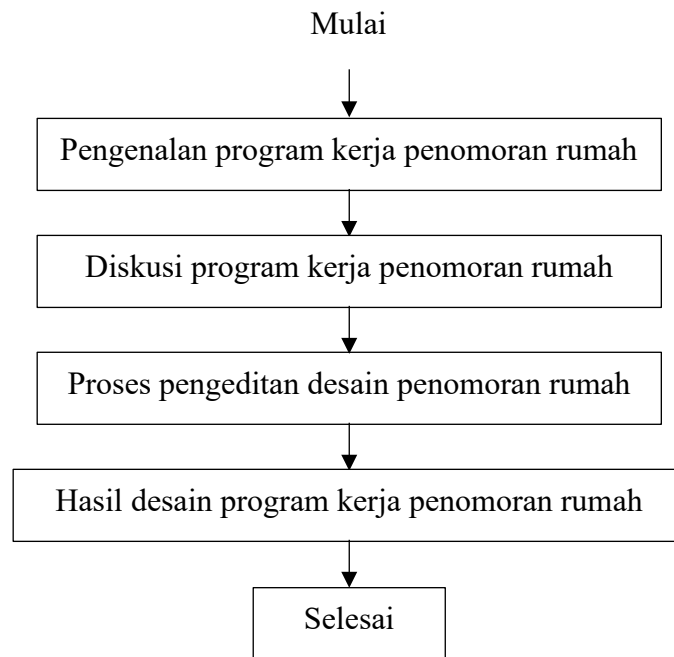 Mulai
Pengenalan program kerja penomoran rumah
Diskusi program kerja penomoran rumah
Proses pengeditan desain penomoran rumah
Hasil desain program kerja penomoran rumah
Selesai